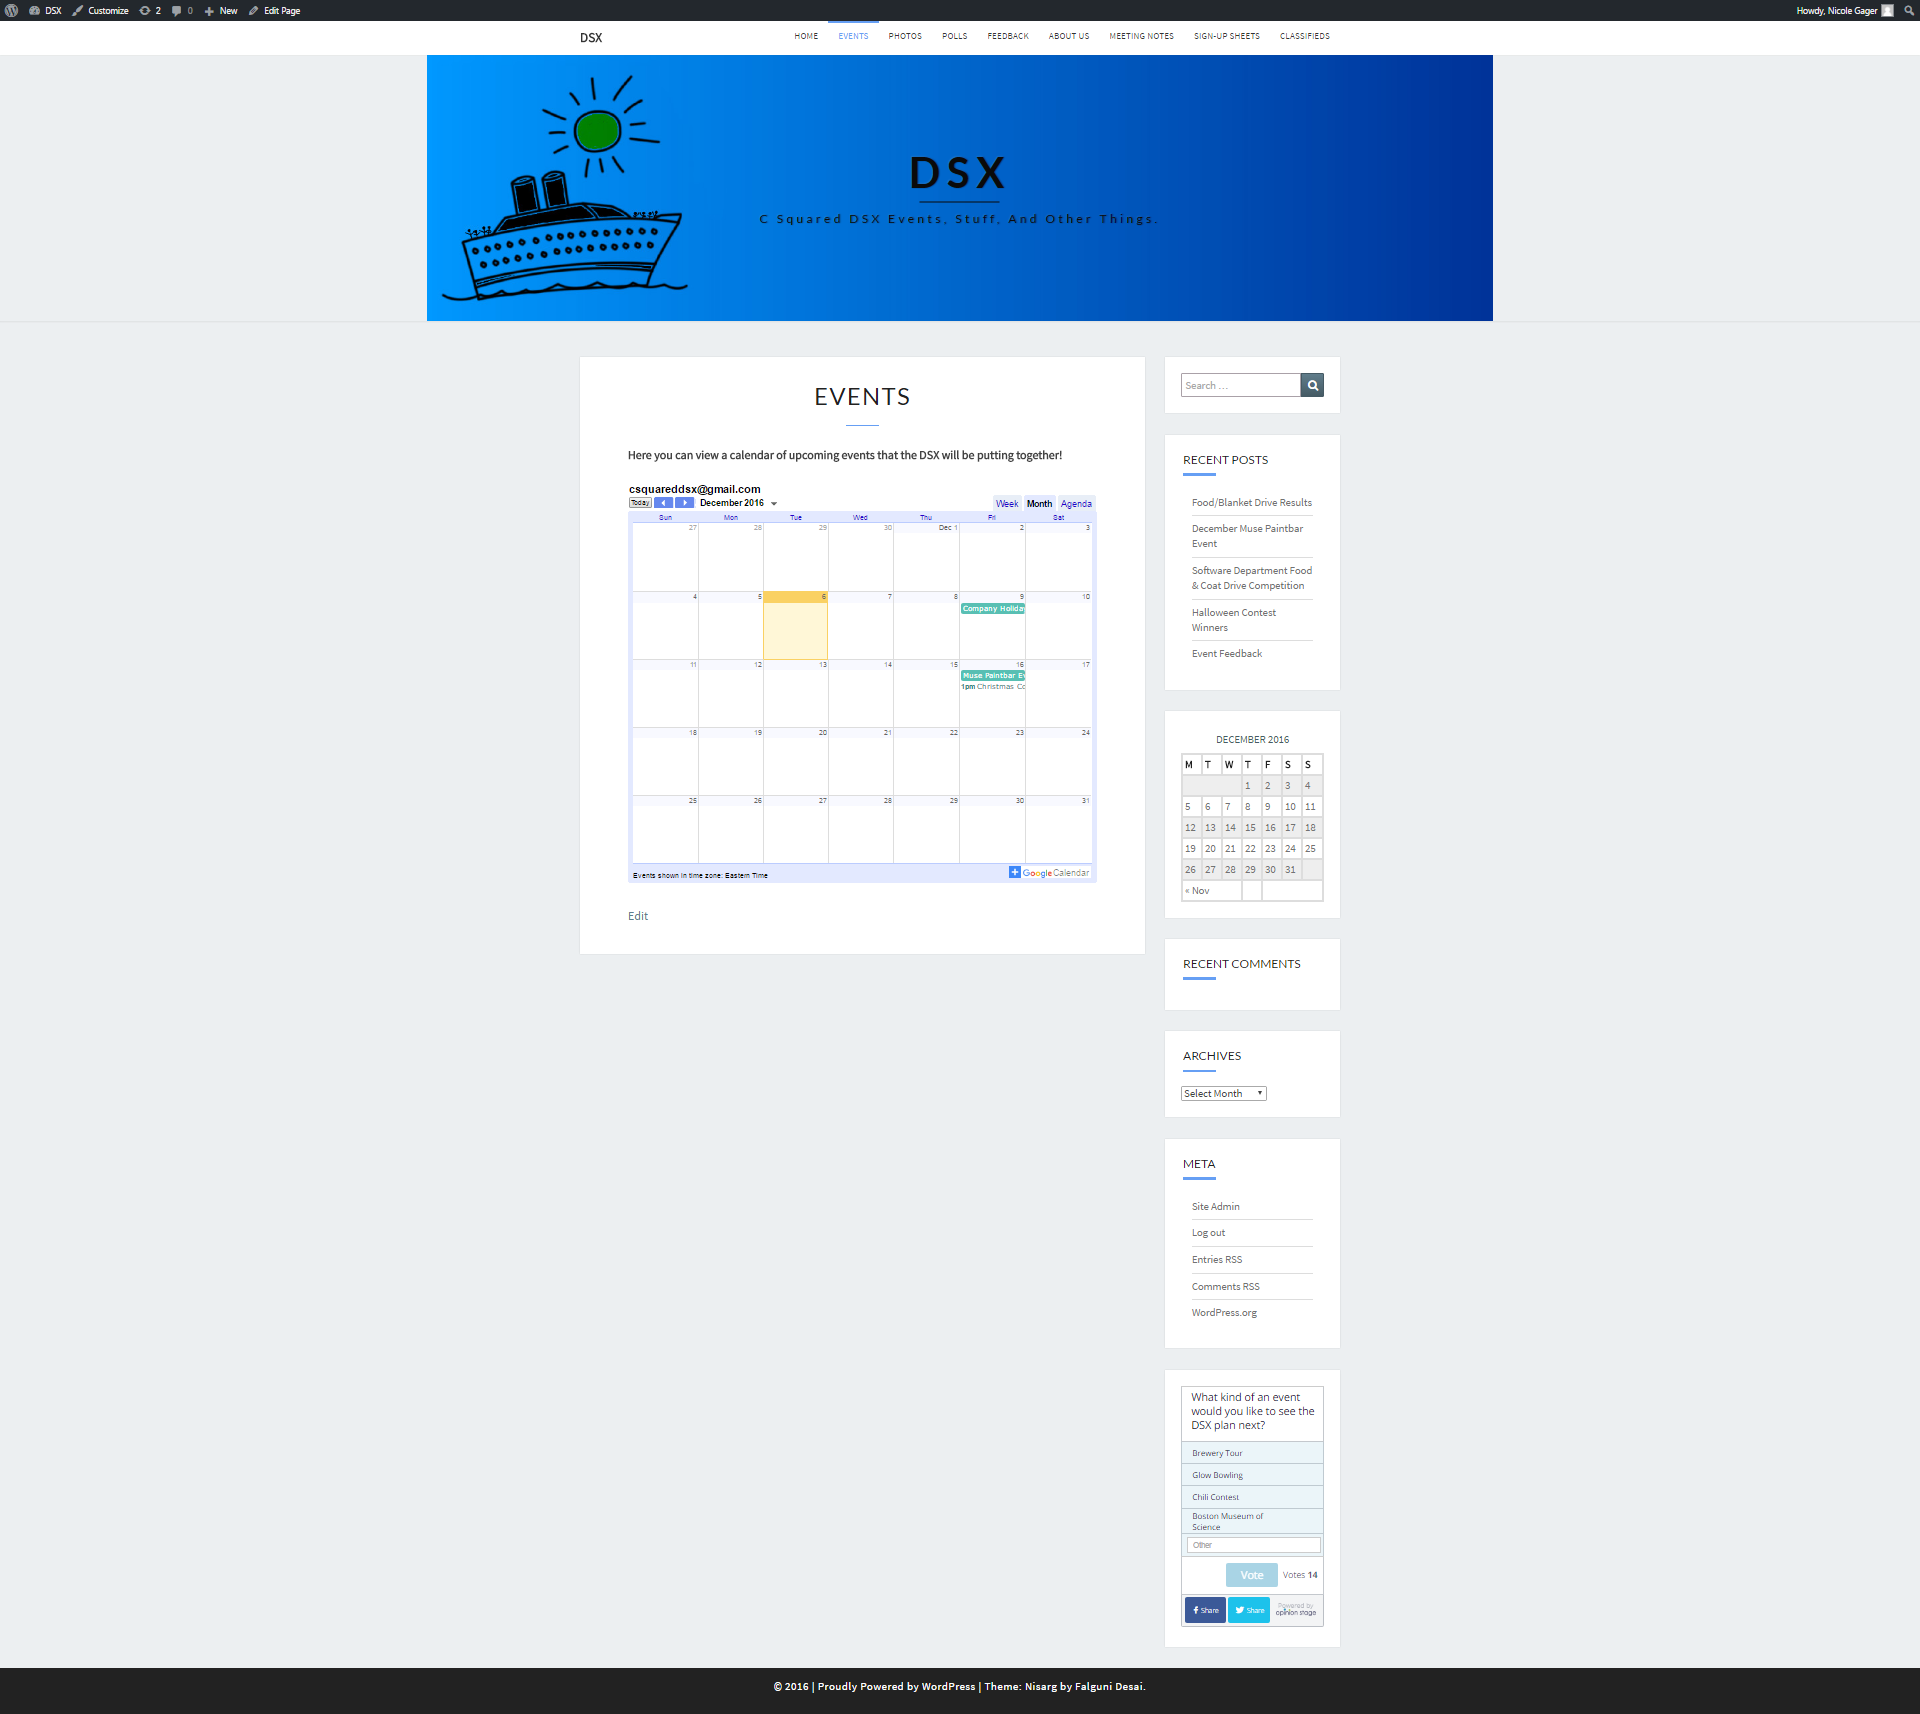 DSX Customize 2 0 New Edit Page Howdy, Nicole Gager
DSX HOME EVENTS PHOTOS POLLS FEEDBACK ABOUT US MEETING NOTES SIGN-UP SHEETS CLASSIFIEDS
DSX
C Squared DSX Events, Stuff, And Other Things.
EVENTS
Here you can view a calendar of upcoming events that the DSX will be putting together!
csquareddsx@gmail.com
Today December 2016 Week Month Agenda
Sun Mon Tue Wed Thu Fri Sat
27 28 29 30 Dec 1 2 3
4 5 6 7 8 9 10
Company Holida
11 12 13 14 15 16 17
Muse Paintbar Ev
1pm Christmas Co
18 19 20 21 22 23 24
25 26 27 28 29 30 31
Events shown in time zone: Eastern Time
Google Calendar
Edit
Search ...
RECENT POSTS
Food/Blanket Drive Results
December Muse Paintbar
Event
Software Department Food
& Coat Drive Competition
Halloween Contest
Winners
Event Feedback
DECEMBER 2016
M T W T F S S
1 2 3 4
5 6 7 8 9 10 11
12 13 14 15 16 17 18
19 20 21 22 23 24 25
26 27 28 29 30 31
« Nov
RECENT COMMENTS
ARCHIVES
Select Month
META
Site Admin
Log out
Entries RSS
Comments RSS
WordPress.org
What kind of an event
would you like to see the
DSX plan next?
Brewery Tour
Glow Bowling
Chili Contest
Boston Museum of
Science
Other
Vote Votes 14
Share Share Powered by
opinion stage
© 2016 | Proudly Powered by WordPress | Theme: Nisarg by Falguni Desai.